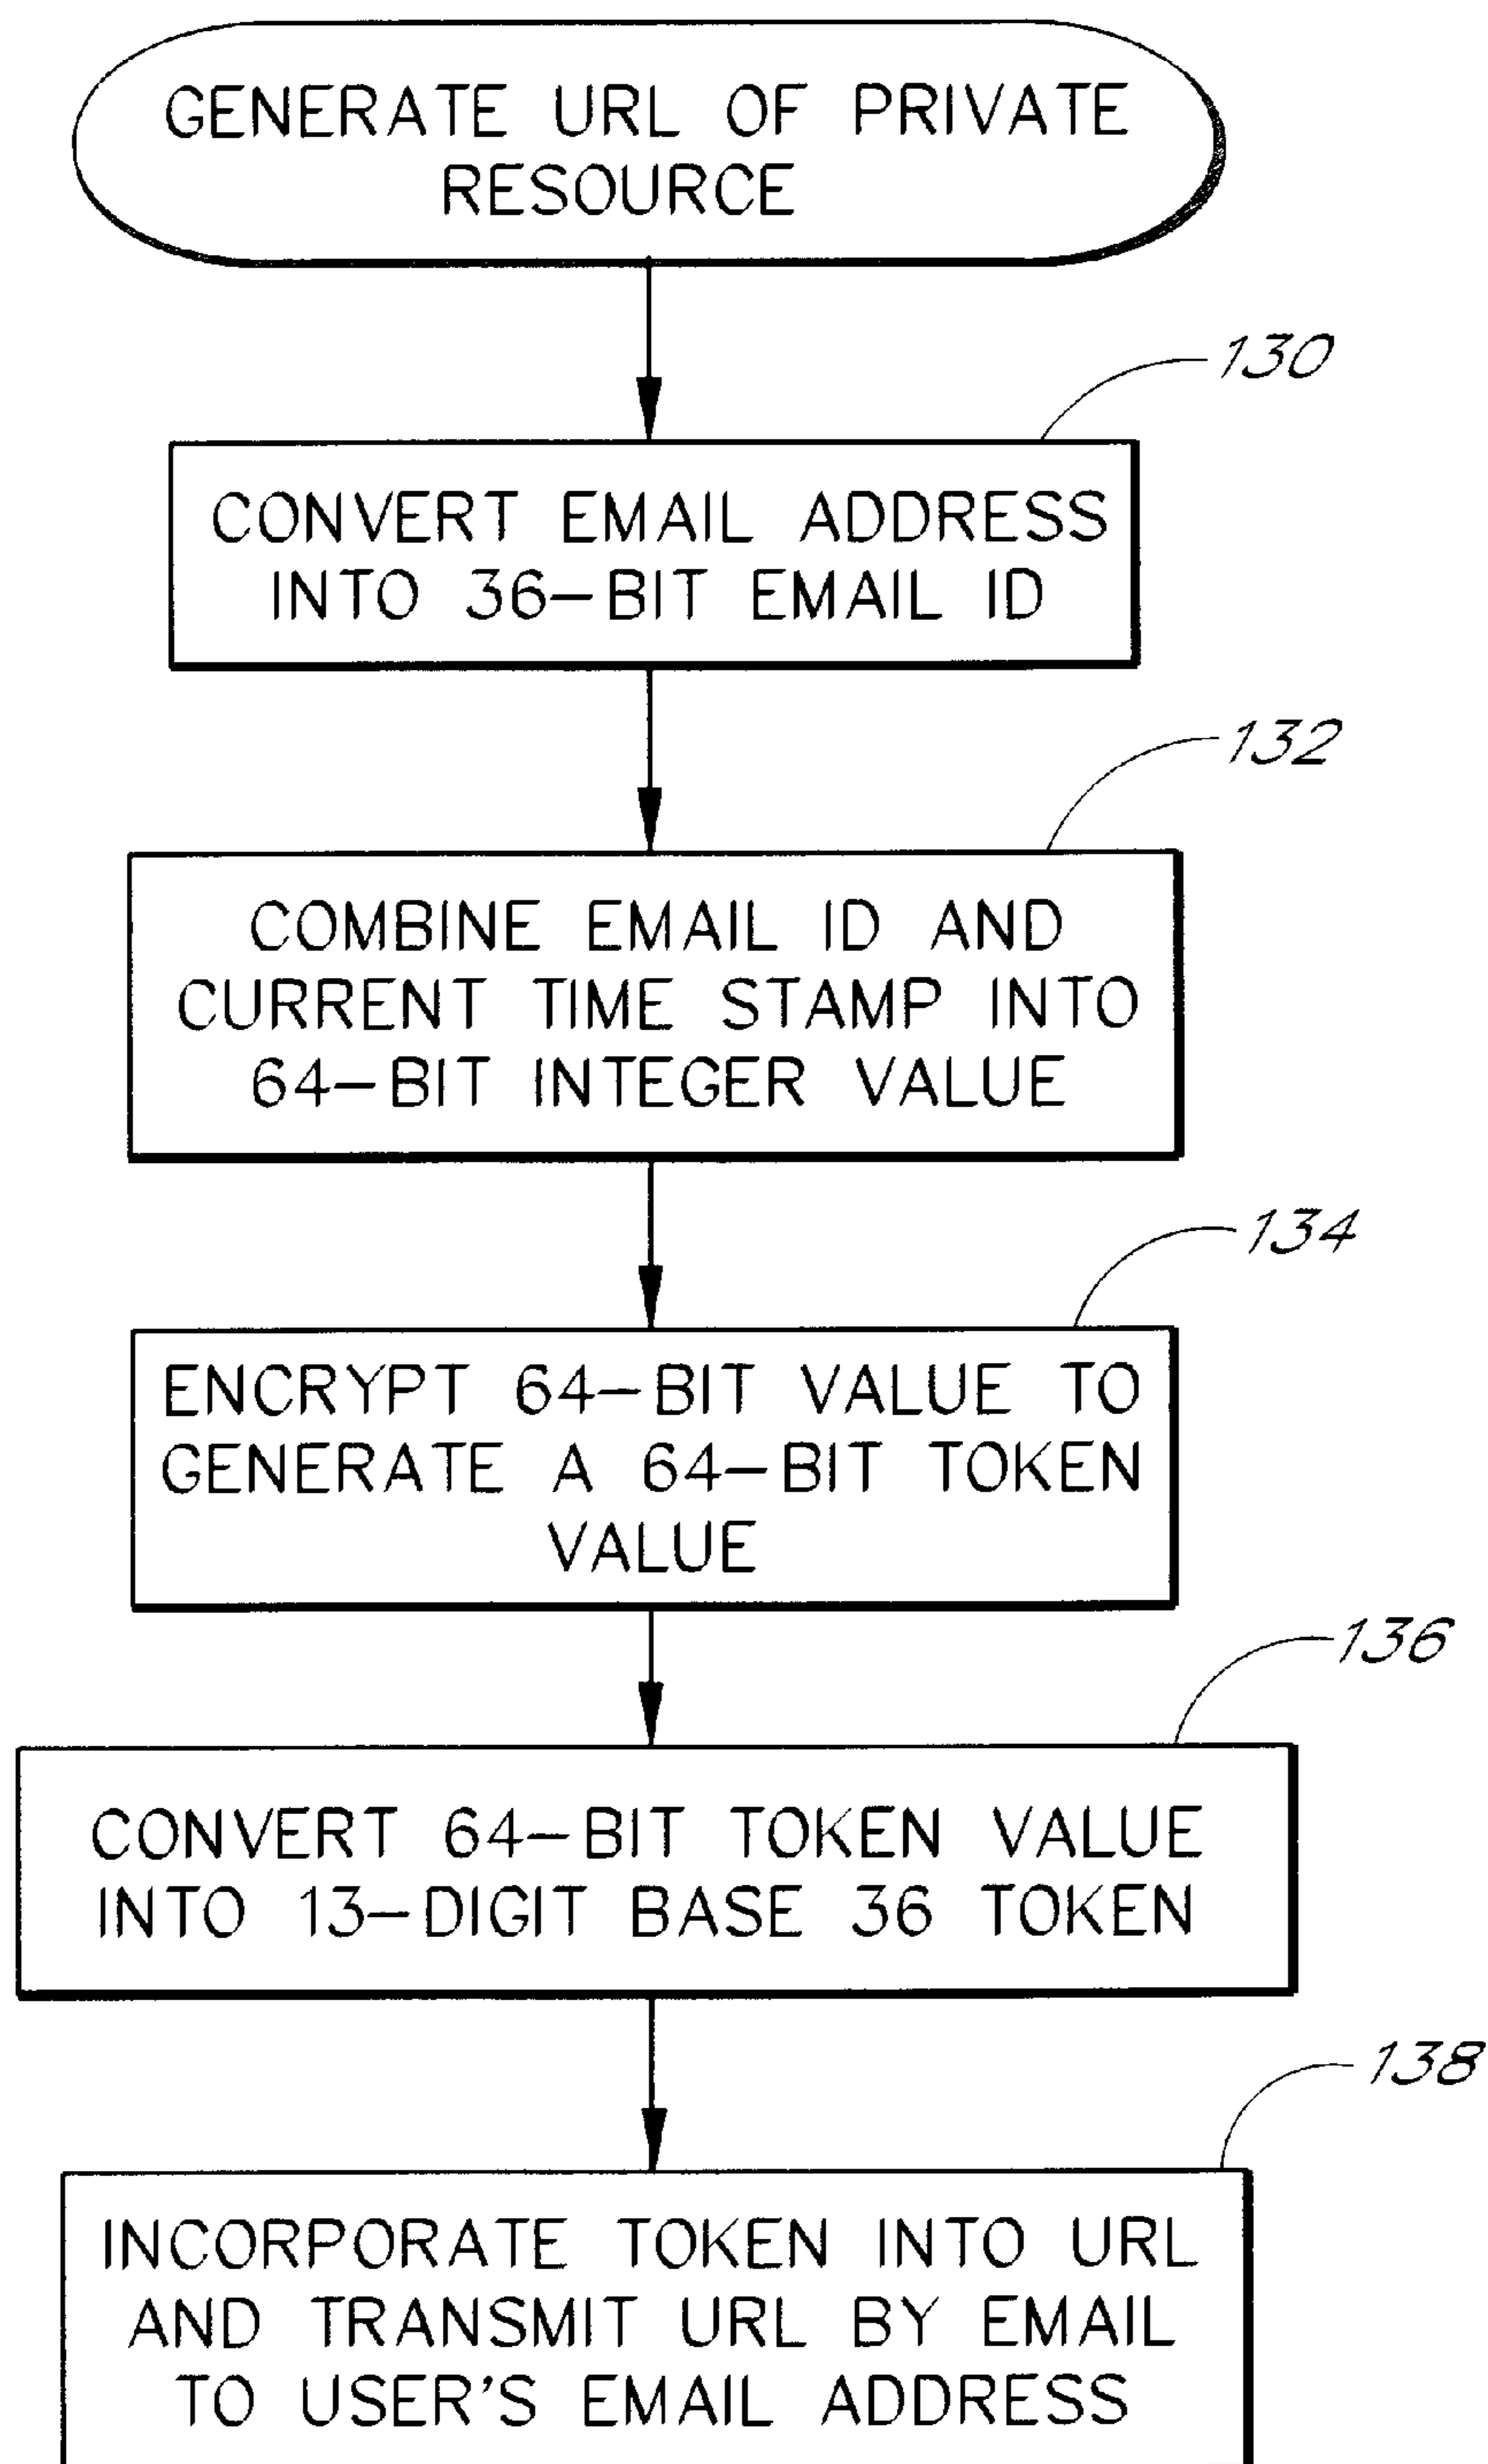 GENERATE URL OF PRIVATE
RESOURCE
130
CONVERT EMAIL ADDRESS
INTO 36-BIT EMAIL ID
132
COMBINE EMAIL ID AND
CURRENT TIME STAMP INTO
64-BIT INTEGER VALUE
134
ENCRYPT 64-BIT VALUE TO
GENERATE A 64-BIT TOKEN
VALUE
136
CONVERT 64-BIT TOKEN VALUE
INTO 13-DIGIT BASE 36 TOKEN
138
INCORPORATE TOKEN INTO URL
AND TRANSMIT URL BY EMAIL
TO USER'S EMAIL ADDRESS